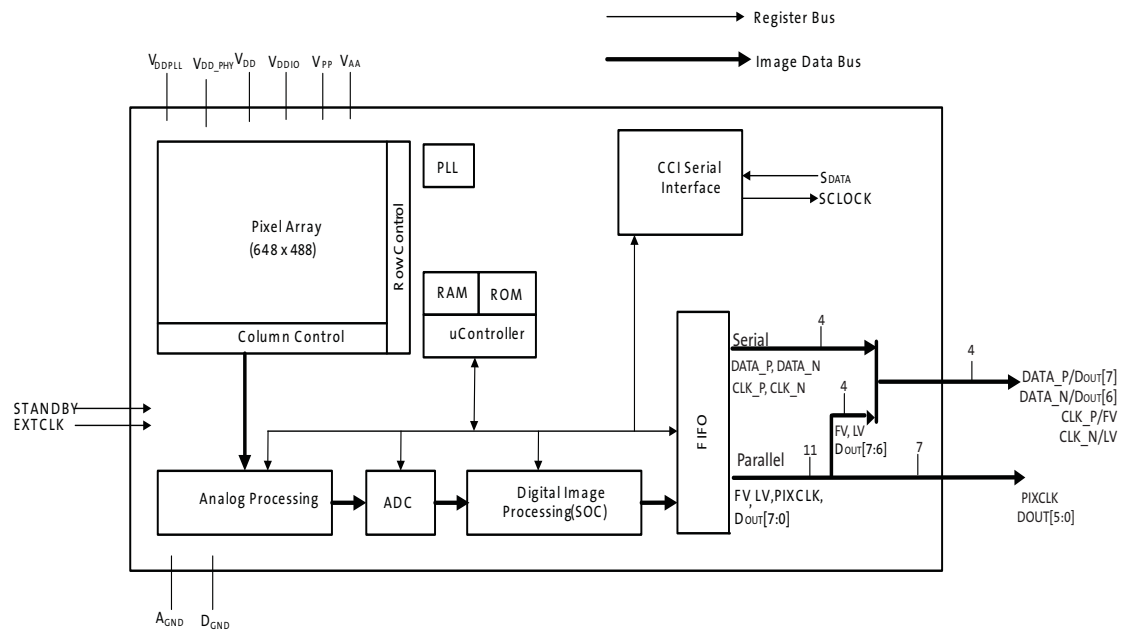 Register Bus
Image Data Bus
VDDPLL
VDD_PHY
VDD
VDDIO
VPP
VAA
Pixel Array
(648 x 488)
Row Control
Column Control
PLL
CCI Serial
Interface
SDATA
SCLOCK
RAM
ROM
uController
STANDBY
EXTCLK
FIFO
Serial
4
DATA_P, DATA_N
CLK_P, CLK_N
4
FV, LV
DOUT[7:6]
4
DATA_P/DOUT[7]
DATA_N/DOUT[6]
CLK_P/FV
CLK_N/LV
Parallel
11
7
FV, LV,PIXCLK,
DOUT[7:0]
PIXCLK
DOUT[5:0]
Analog Processing
ADC
Digital Image
Processing(SOC)
AGND
DGND